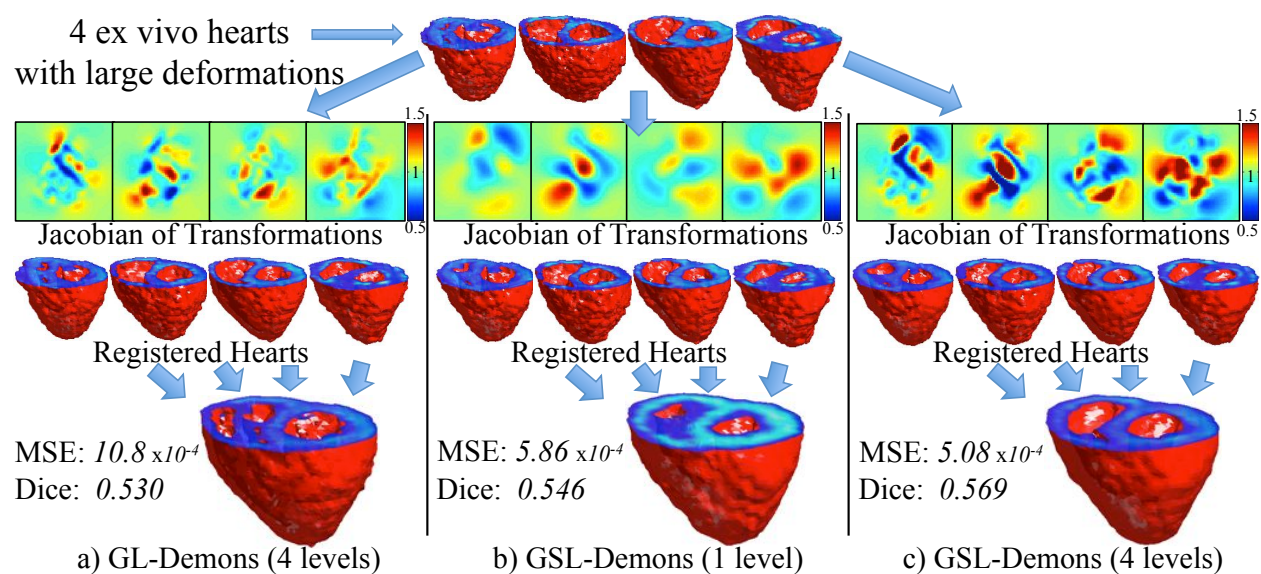 4 ex vivo hearts
with large deformations
1.5
1
0.5
Jacobian of Transformations
1.5
1
0.5
Jacobian of Transformations
1.5
1
0.5
Jacobian of Transformations
Registered Hearts
Registered Hearts
Registered Hearts
MSE: 10.8 x10-4
Dice: 0.530
MSE: 5.86 x10-4
Dice: 0.546
MSE: 5.08 x10-4
Dice: 0.569
a) GL-Demons (4 levels)
b) GSL-Demons (1 level)
c) GSL-Demons (4 levels)